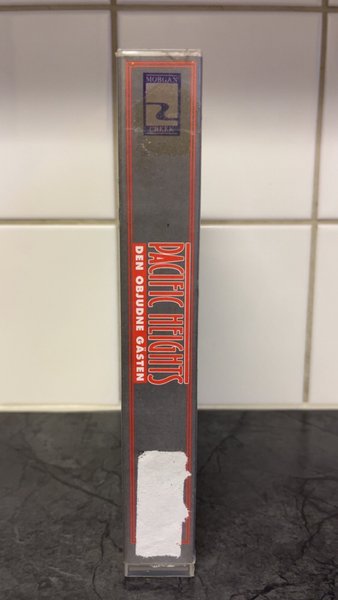 MORGAN
CREEK
PACIFIC HEIGHTS
DEN OBJUDNE GÄSTEN